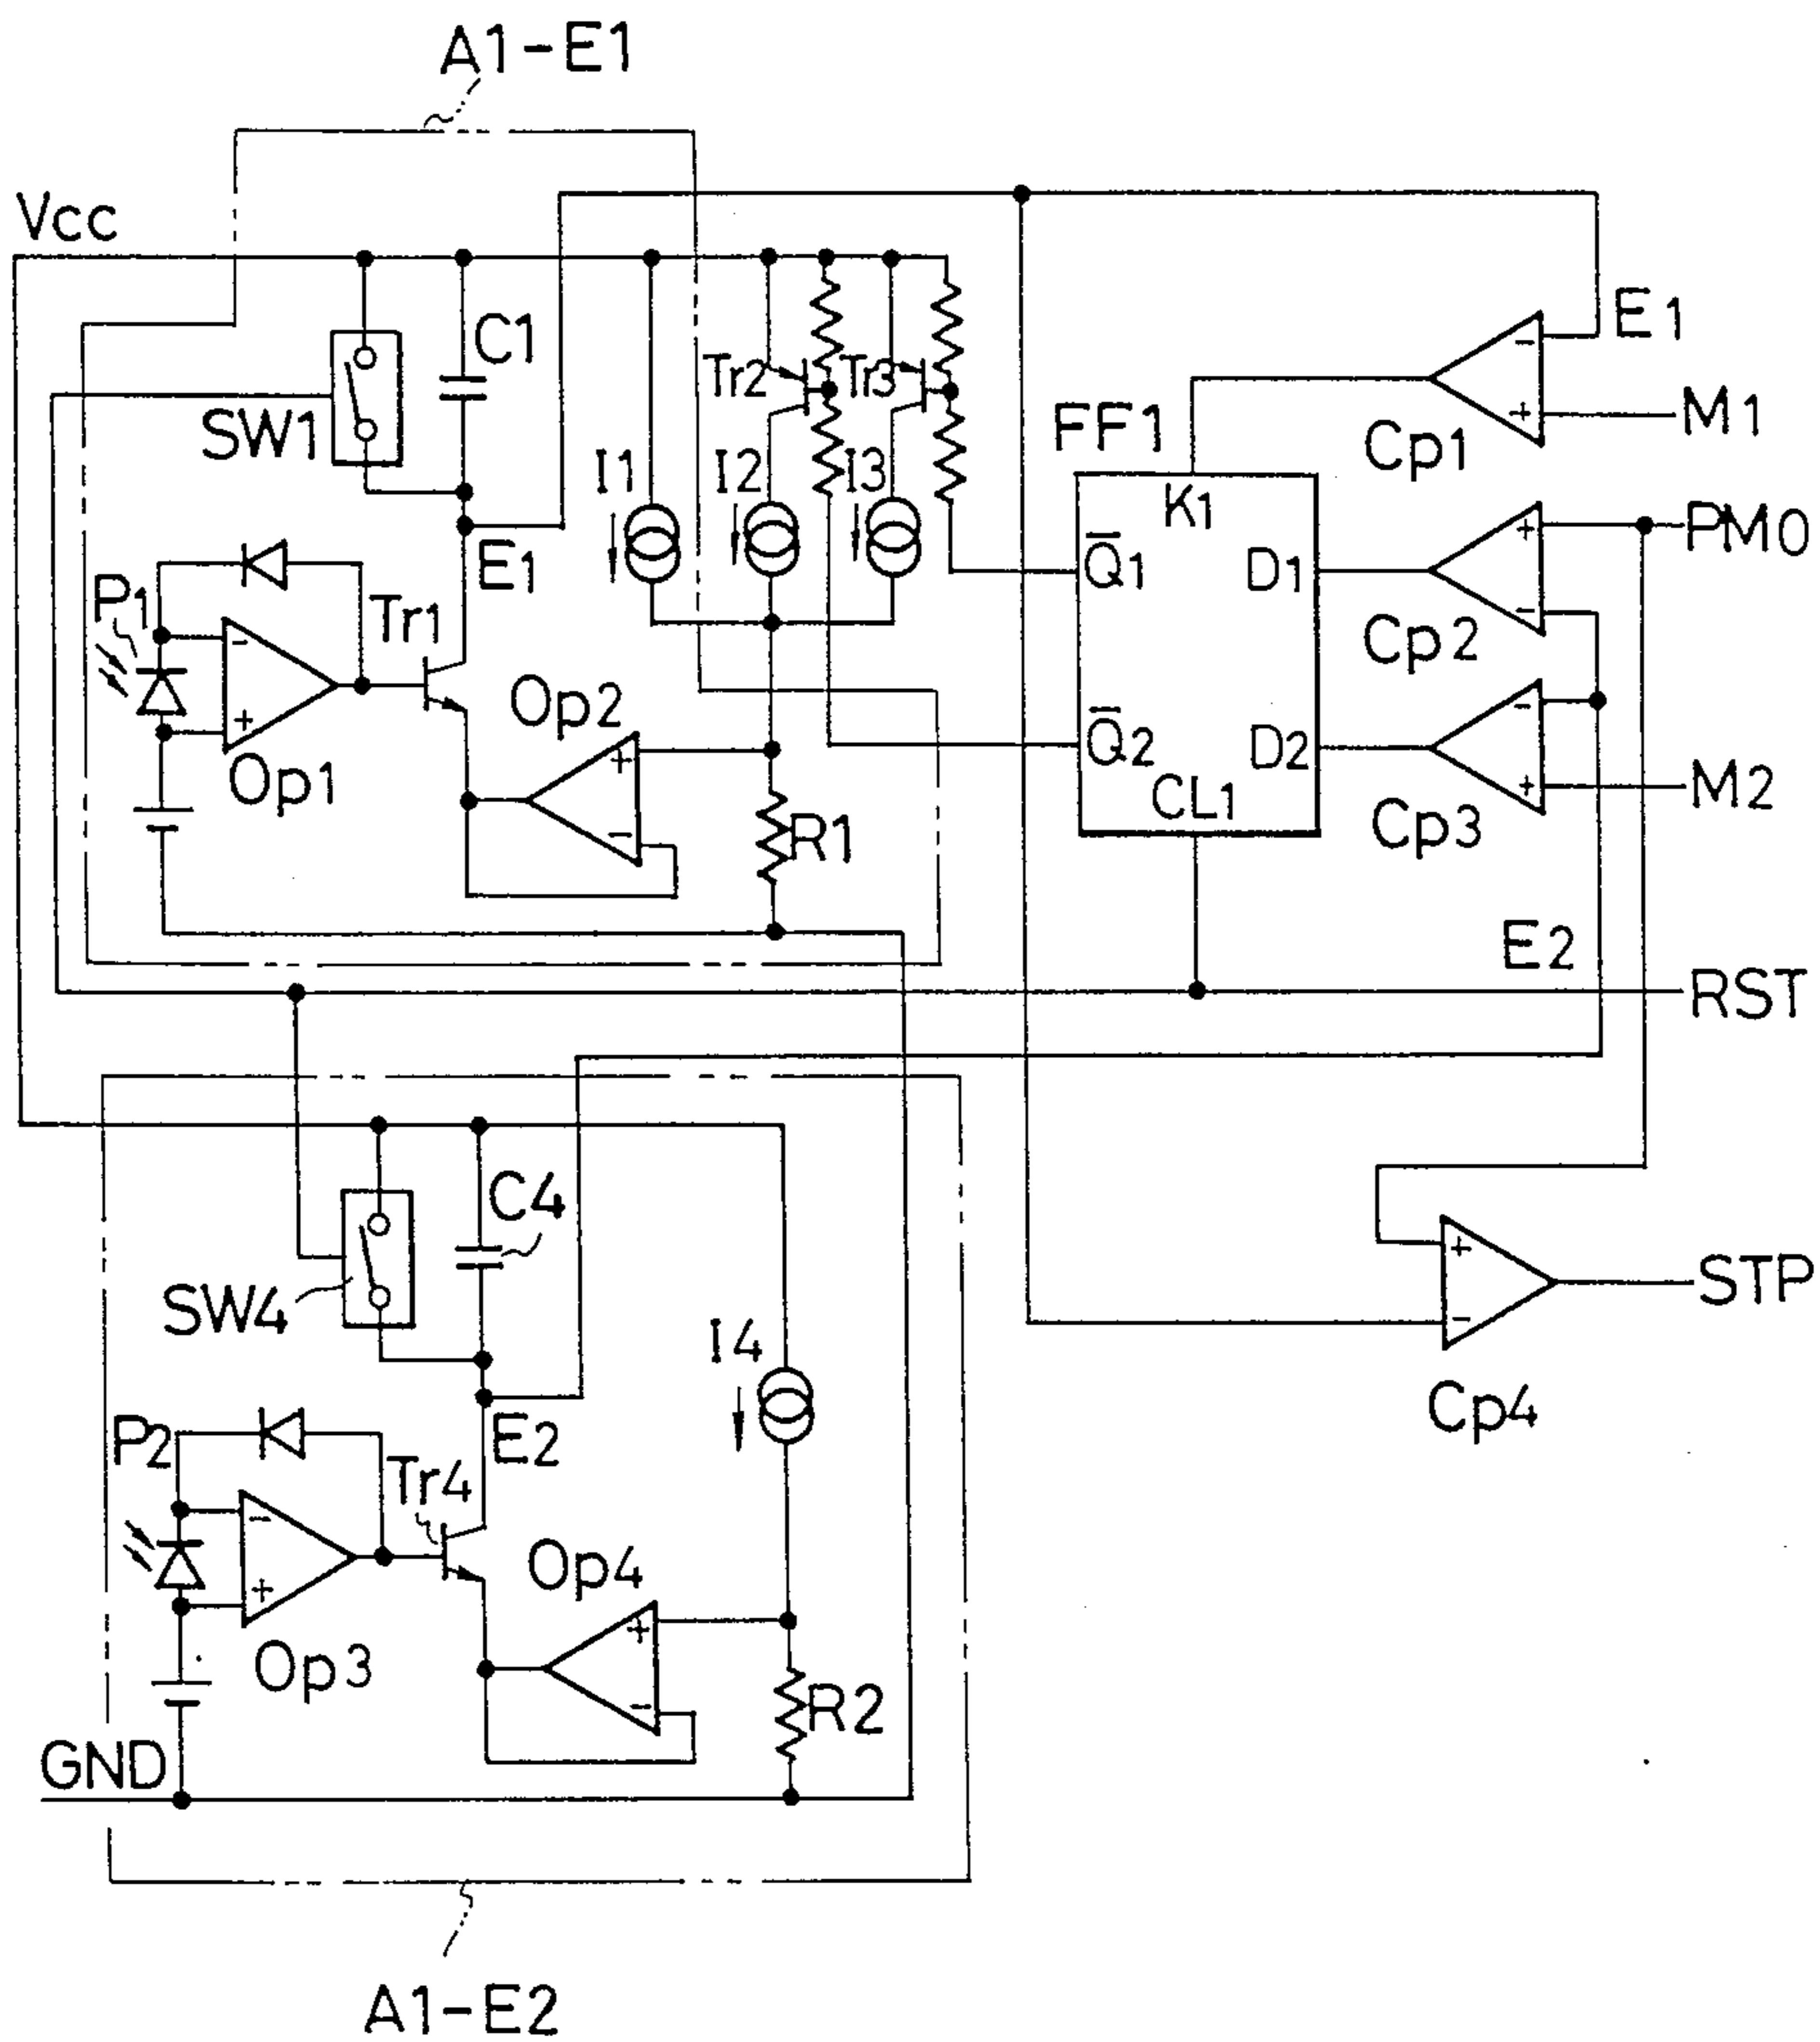 A1-E1
Vcc
C1
SW1
Tr2
Tr3
E1
M1
FF1
Cp1
I1
I2
I3
K1
PM0
E1
Q̅1
D1
P1
Tr1
Cp2
Op2
Q̅2
D2
M2
Op1
CL1
Cp3
R1
E2
RST
C4
SW4
STP
I4
Cp4
P2
E2
Tr4
Op4
Op3
R2
GND
A1-E2